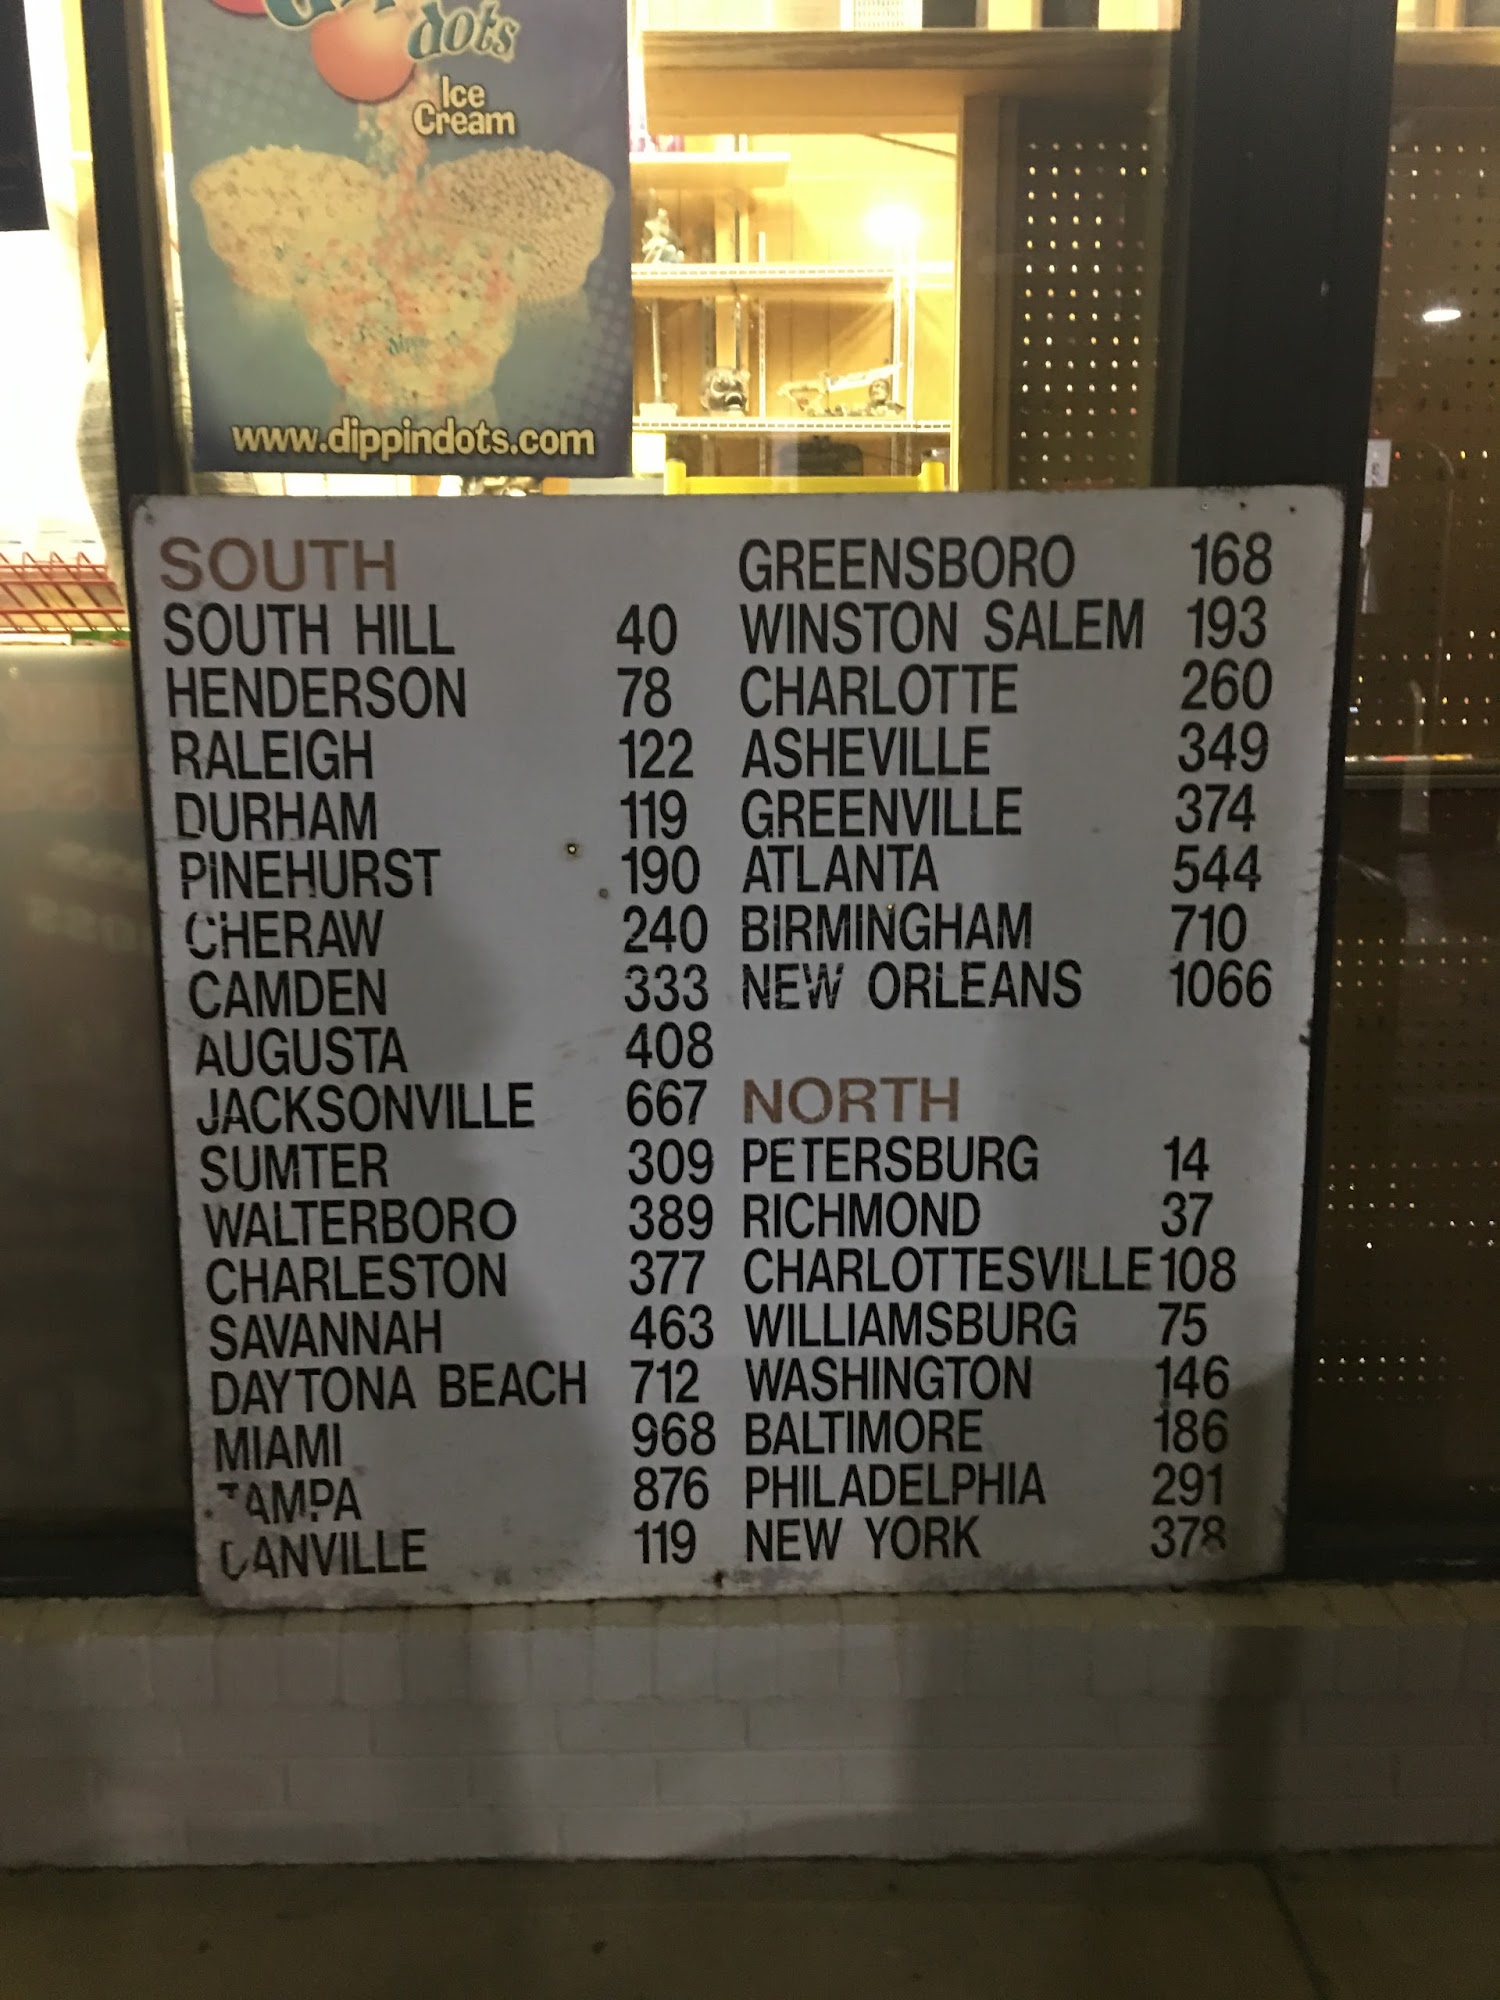 dots
Ice
Cream
www.dippindots.com
SOUTH
SOUTH HILL 40
HENDERSON 78
RALEIGH 122
DURHAM 119
PINEHURST 190
CHERAW 240
CAMDEN 333
AUGUSTA 408
JACKSONVILLE 667
SUMTER 309
WALTERBORO 389
CHARLESTON 377
SAVANNAH 463
DAYTONA BEACH 712
MIAMI 968
TAMPA 876
DANVILLE 119
GREENSBORO 168
WINSTON SALEM 193
CHARLOTTE 260
ASHEVILLE 349
GREENVILLE 374
ATLANTA 544
BIRMINGHAM 710
NEW ORLEANS 1066
NORTH
PETERSBURG 14
RICHMOND 37
CHARLOTTESVILLE 108
WILLIAMSBURG 75
WASHINGTON 146
BALTIMORE 186
PHILADELPHIA 291
NEW YORK 378